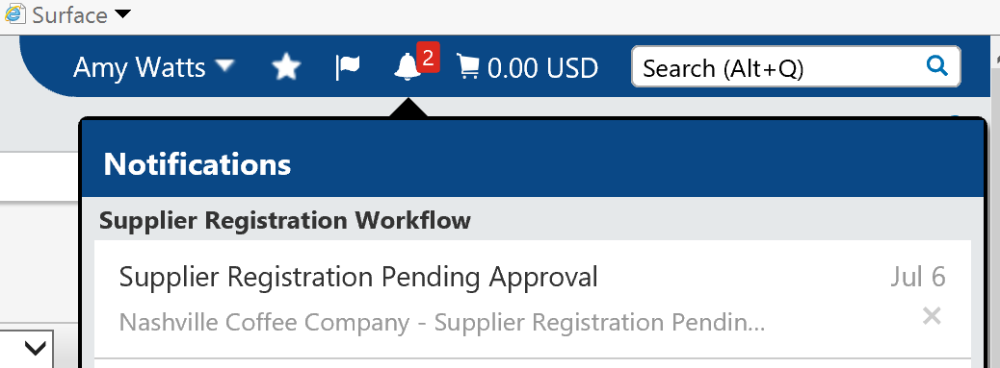 Surface
Amy Watts 2 0.00 USD Search (Alt+Q)
Notifications
Supplier Registration Workflow
Supplier Registration Pending Approval Jul 6
Nashville Coffee Company - Supplier Registration Pendin...